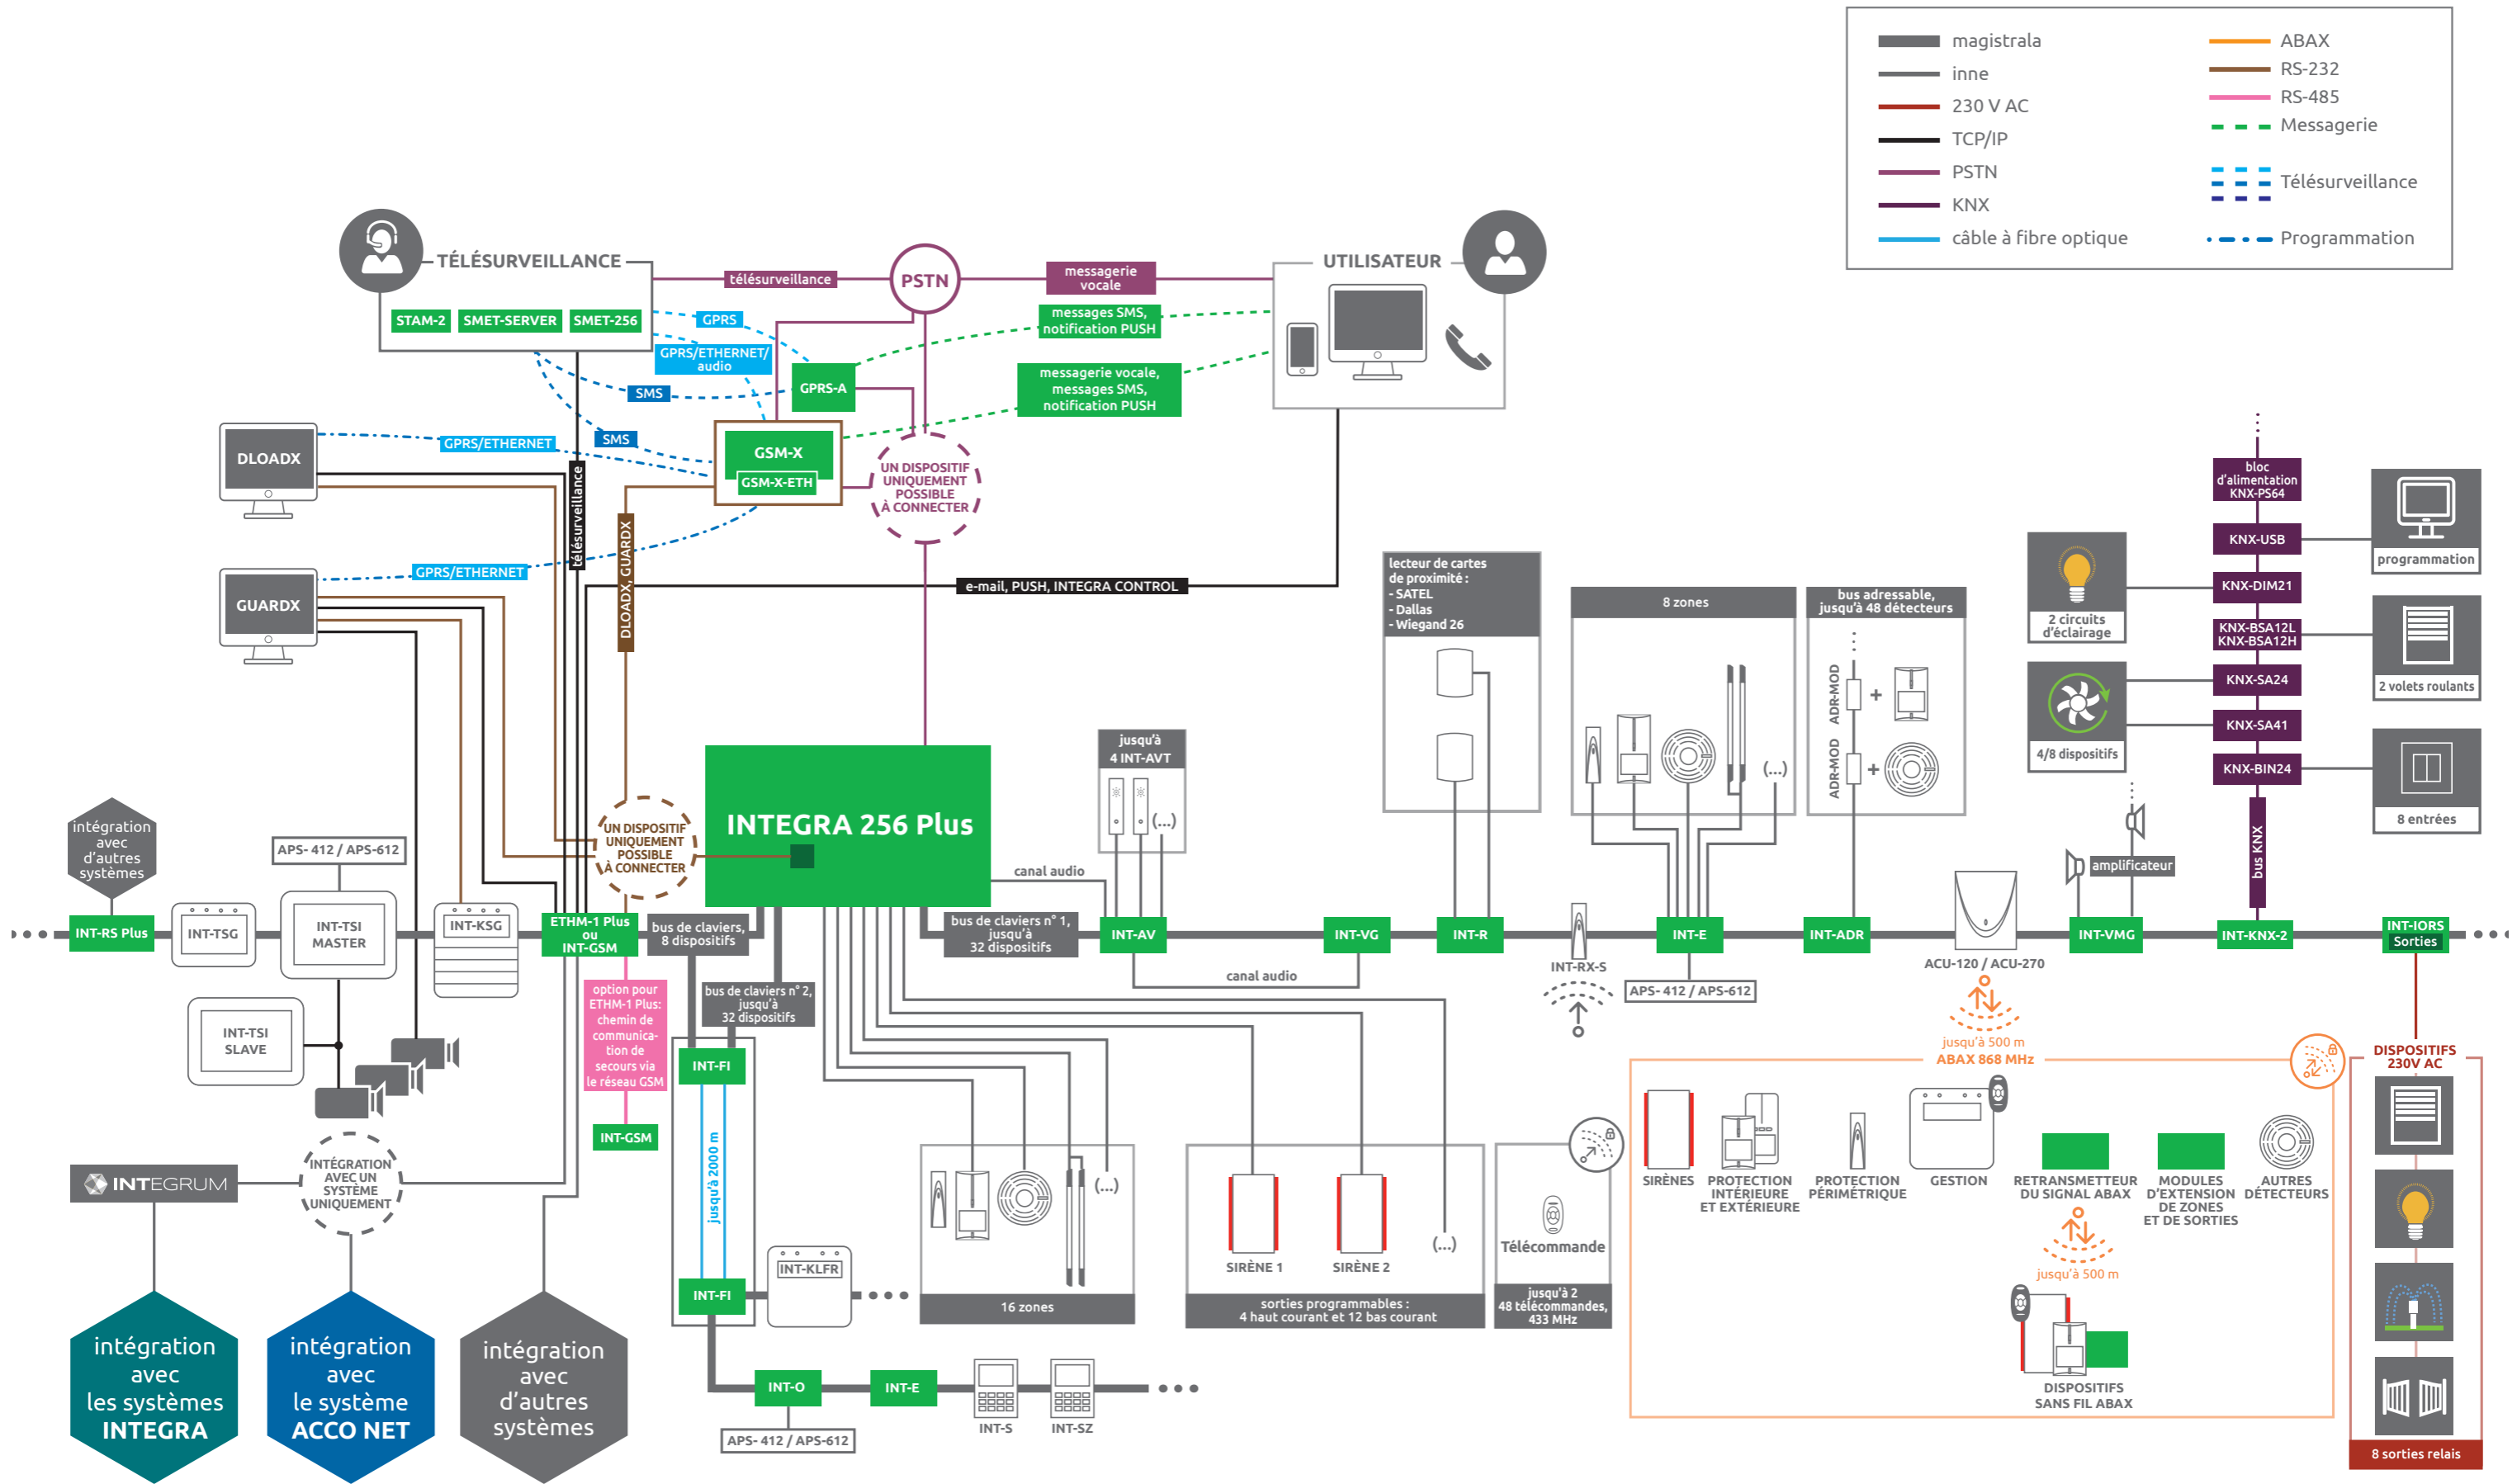 magistrala
inne
230 V AC
TCP/IP
PSTN
KNX
câble à fibre optique
ABAX
RS-232
RS-485
Messagerie
Télésurveillance
Programmation
TÉLÉSURVEILLANCE
STAM-2
SMET-SERVER
SMET-256
télésurveillance
PSTN
messagerie
vocale
UTILISATEUR
GPRS
GPRS/ETHERNET/
audio
messages SMS,
notification PUSH
GPRS-A
SMS
messagerie vocale,
messages SMS,
notification PUSH
SMS
GPRS/ETHERNET
DLOADX
GSM-X
GSM-X-ETH
UN DISPOSITIF
UNIQUEMENT
POSSIBLE
À CONNECTER
télésurveillance
DLOADX, GUARDX
GPRS/ETHERNET
GUARDX
e-mail, PUSH, INTEGRA CONTROL
lecteur de cartes
de proximité :
- SATEL
- Dallas
- Wiegand 26
8 zones
(...)
bus adressable,
jusqu'à 48 détecteurs
ADR-MOD
+
ADR-MOD
+
2 circuits
d'éclairage
4/8 dispositifs
bloc
d'alimentation
KNX-PS64
KNX-USB
KNX-DIM21
KNX-BSA12L
KNX-BSA12H
KNX-SA24
KNX-SA41
KNX-BIN24
bus KNX
programmation
2 volets roulants
8 entrées
jusqu'à
4 INT-AVT
(...)
INTEGRA 256 Plus
UN DISPOSITIF
UNIQUEMENT
POSSIBLE
À CONNECTER
canal audio
amplificateur
intégration
avec
d'autres
systèmes
APS- 412 / APS-612
INT-RS Plus
INT-TSG
INT-TSI
MASTER
INT-KSG
ETHM-1 Plus
ou
INT-GSM
bus de claviers,
8 dispositifs
bus de claviers n° 1,
jusqu'à
32 dispositifs
INT-AV
INT-VG
INT-R
INT-RX-S
INT-E
APS- 412 / APS-612
INT-ADR
ACU-120 / ACU-270
INT-VMG
INT-KNX-2
INT-IORS
Sorties
canal audio
bus de claviers n° 2,
jusqu'à
32 dispositifs
option pour
ETHM-1 Plus:
chemin de
communica-
tion de
secours via
le réseau GSM
INT-GSM
INT-TSI
SLAVE
INT-FI
jusqu'à 2000 m
INT-FI
INT-KLFR
INTÉGRATION
AVEC UN
SYSTÈME
UNIQUEMENT
INTEGRUM
intégration
avec
les systèmes
INTEGRA
intégration
avec
le système
ACCO NET
intégration
avec
d'autres
systèmes
INT-O
INT-E
INT-S
INT-SZ
APS- 412 / APS-612
(...)
16 zones
SIRÈNE 1
SIRÈNE 2
(...)
sorties programmables :
4 haut courant et 12 bas courant
Télécommande
jusqu'à 2
48 télécommandes,
433 MHz
jusqu'à 500 m
ABAX 868 MHz
SIRÈNES
PROTECTION
INTÉRIEURE
ET EXTÉRIEURE
PROTECTION
PÉRIMÉTRIQUE
GESTION
RETRANSMETTEUR
DU SIGNAL ABAX
MODULES
D'EXTENSION
DE ZONES
ET DE SORTIES
AUTRES
DÉTECTEURS
jusqu'à 500 m
DISPOSITIFS
SANS FIL ABAX
DISPOSITIFS
230V AC
8 sorties relais